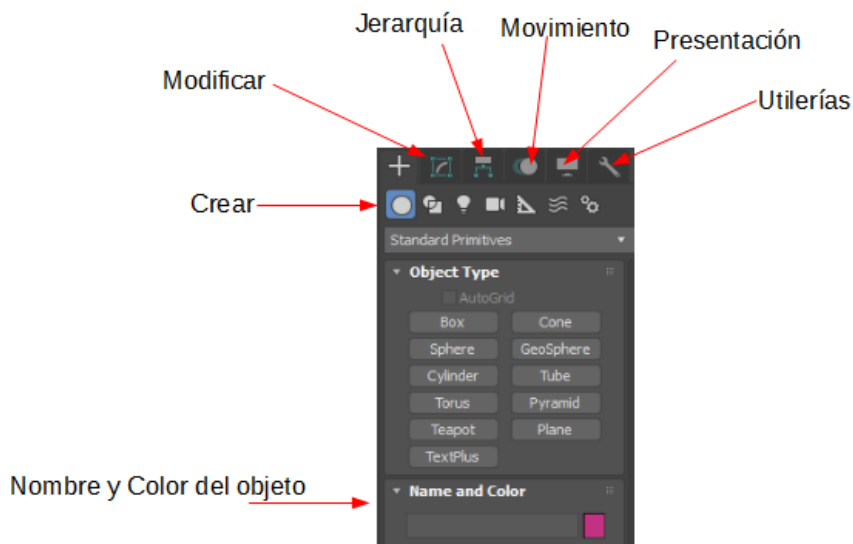 Jerarquía
Movimiento
Presentación
Modificar
Utilerías
Crear
Standard Primitives
Object Type
AutoGrid
Box
Cone
Sphere
GeoSphere
Cylinder
Tube
Torus
Pyramid
Teapot
Plane
TextPlus
Nombre y Color del objeto
Name and Color